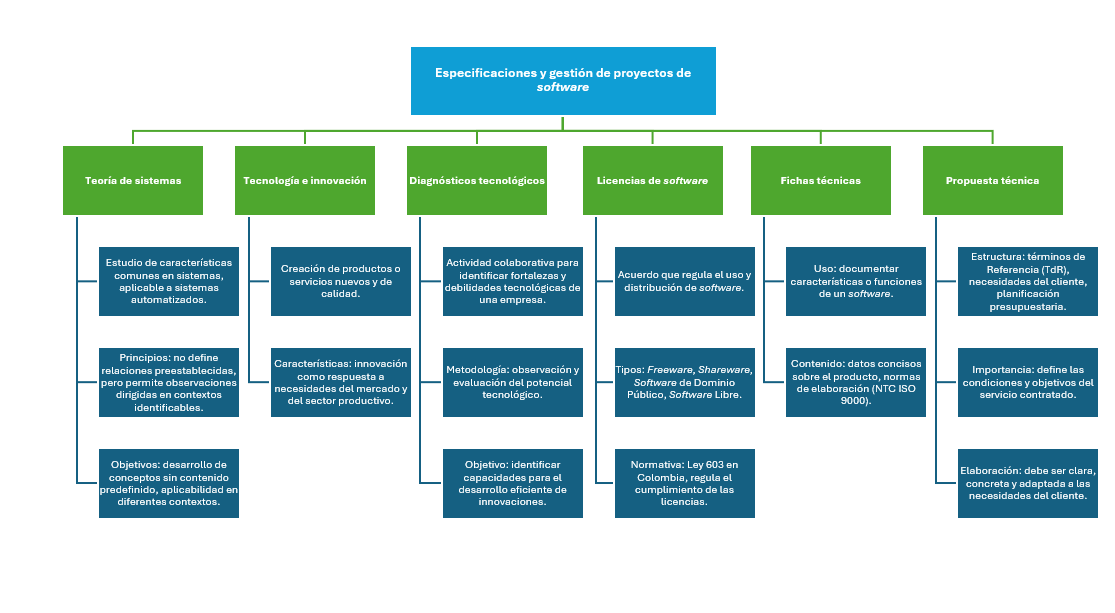 Especificaciones y gestión de proyectos de
software
Teoría de sistemas
Tecnología e innovación
Diagnósticos tecnológicos
Licencias de software
Fichas técnicas
Propuesta técnica
Estudio de características
comunes en sistemas,
aplicable a sistemas
automatizados.
Principios: no define
relaciones preestablecidas,
pero permite observaciones
dirigidas en contextos
identificables.
Objetivos: desarrollo de
conceptos sin contenido
predefinido, aplicabilidad en
diferentes contextos.
Creación de productos o
servicios nuevos y de
calidad.
Características: innovación
como respuesta a
necesidades del mercado y
del sector productivo.
Actividad colaborativa para
identificar fortalezas y
debilidades tecnológicas de
una empresa.
Metodología: observación y
evaluación del potencial
tecnológico.
Objetivo: identificar
capacidades para el
desarrollo eficiente de
innovaciones.
Acuerdo que regula el uso y
distribución de software.
Tipos: Freeware, Shareware,
Software de Dominio
Público, Software Libre.
Normativa: Ley 603 en
Colombia, regula el
cumplimiento de las
licencias.
Uso: documentar
características o funciones
de un software.
Contenido: datos concisos
sobre el producto, normas
de elaboración (NTC ISO
9000).
Estructura: términos de
Referencia (TdR),
necesidades del cliente,
planificación
presupuestaria.
Importancia: define las
condiciones y objetivos del
servicio contratado.
Elaboración: debe ser clara,
concreta y adaptada a las
necesidades del cliente.